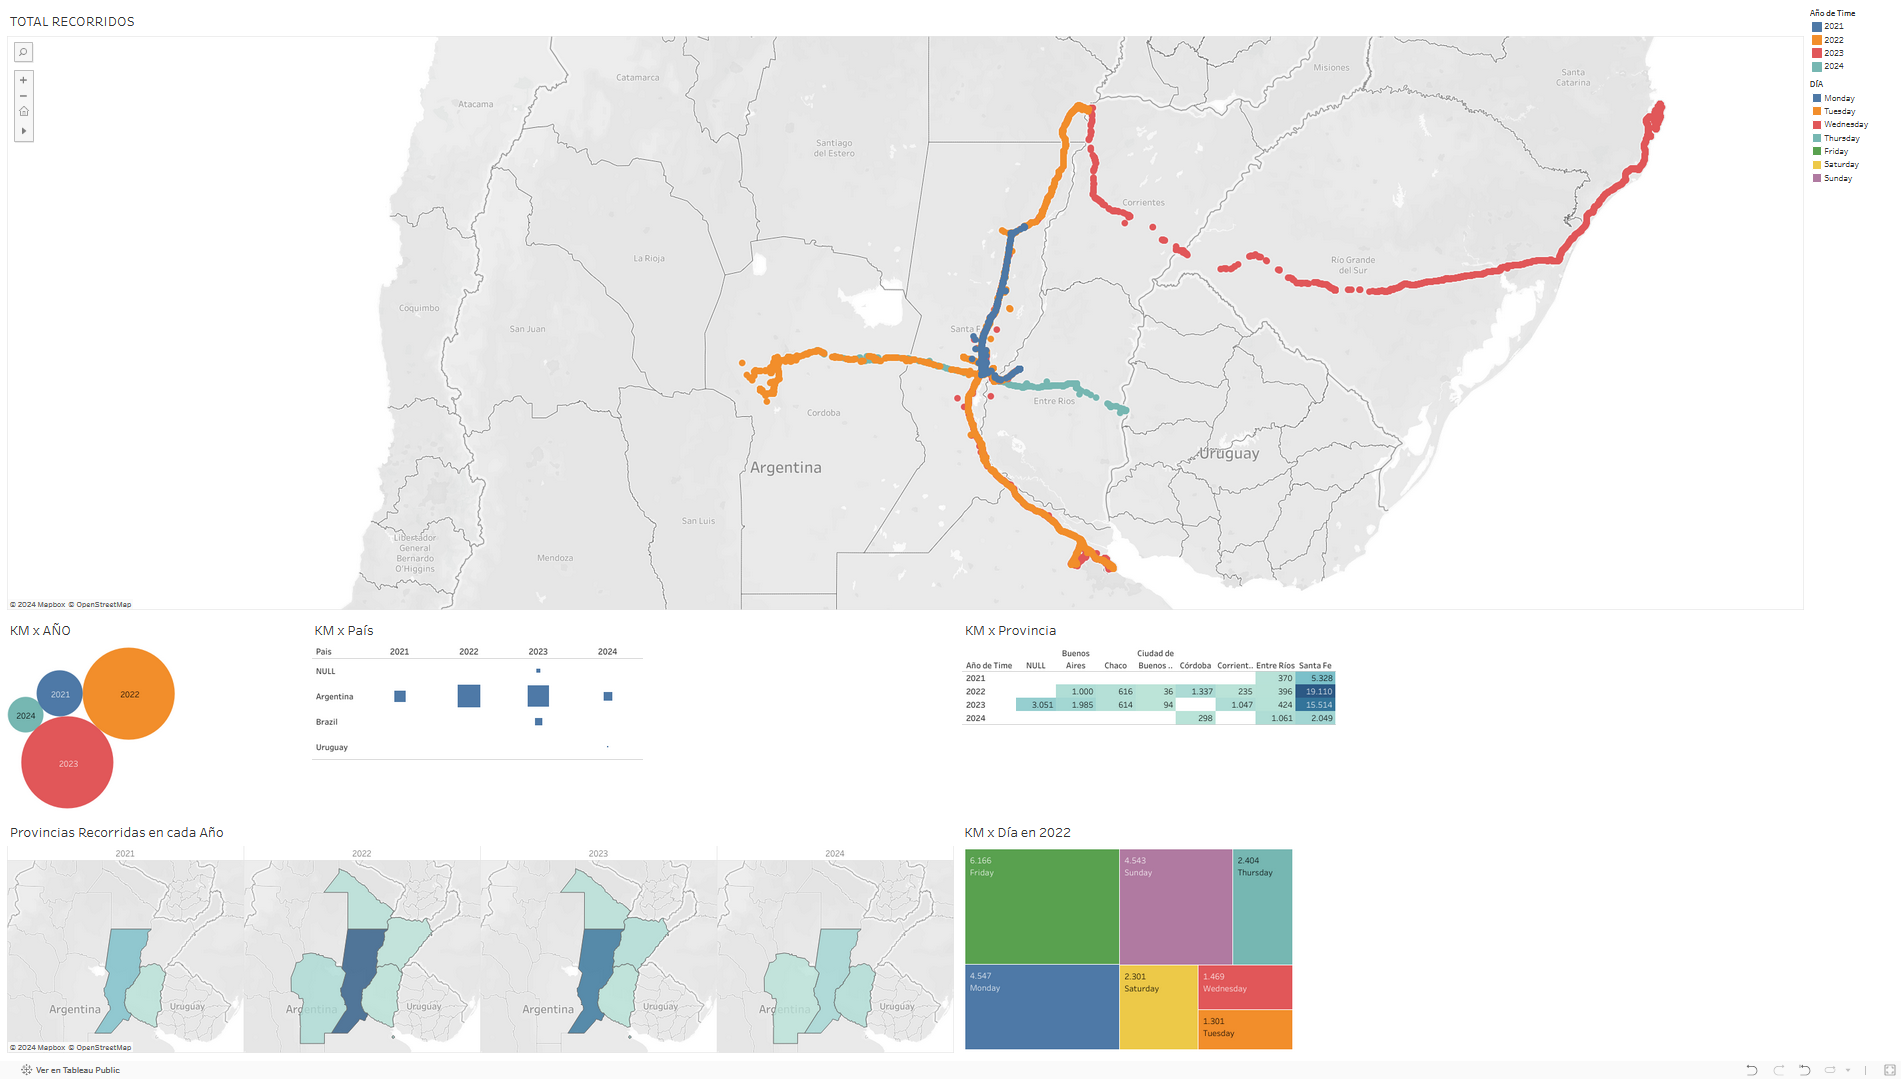 TOTAL RECORRIDOS
Año de Time
2021
2022
2023
2024
DÍA
Monday
Tuesday
Wednesday
Thursday
Friday
Saturday
Sunday
Misiones
Santa
Catarina
Catamarca
Atacama
Santiago
del Estero
Corrientes
La Rioja
Río Grande
del Sur
Coquimbo
San Juan
Santa F
Entre Ríos
Cordoba
Uruguay
Argentina
San Luis
Libertador
General
Bernardo
O'Higgins
Mendoza
© 2024 Mapbox © OpenStreetMap
KM x AÑO
2021
2022
2024
2023
KM x País
País 2021 2022 2023 2024
NULL
Argentina
Brazil
Uruguay
KM x Provincia
Año de Time NULL Buenos Aires Chaco Ciudad de Buenos .. Córdoba Corrient.. Entre Ríos Santa Fe
2021 370 5.328
2022 1.000 616 36 1.337 235 396 19.110
2023 3.051 1.985 614 94 1.047 424 15.514
2024 298 1.061 2.049
Provincias Recorridas en cada Año
2021 2022 2023 2024
Argentina Uruguay
Argentina Uruguay
Argentina Uruguay
Argentina Uruguay
© 2024 Mapbox © OpenStreetMap
KM x Día en 2022
6.166
Friday
4.543
Sunday
2.404
Thursday
4.547
Monday
2.301
Saturday
1.469
Wednesday
1.301
Tuesday
Ver en Tableau Public